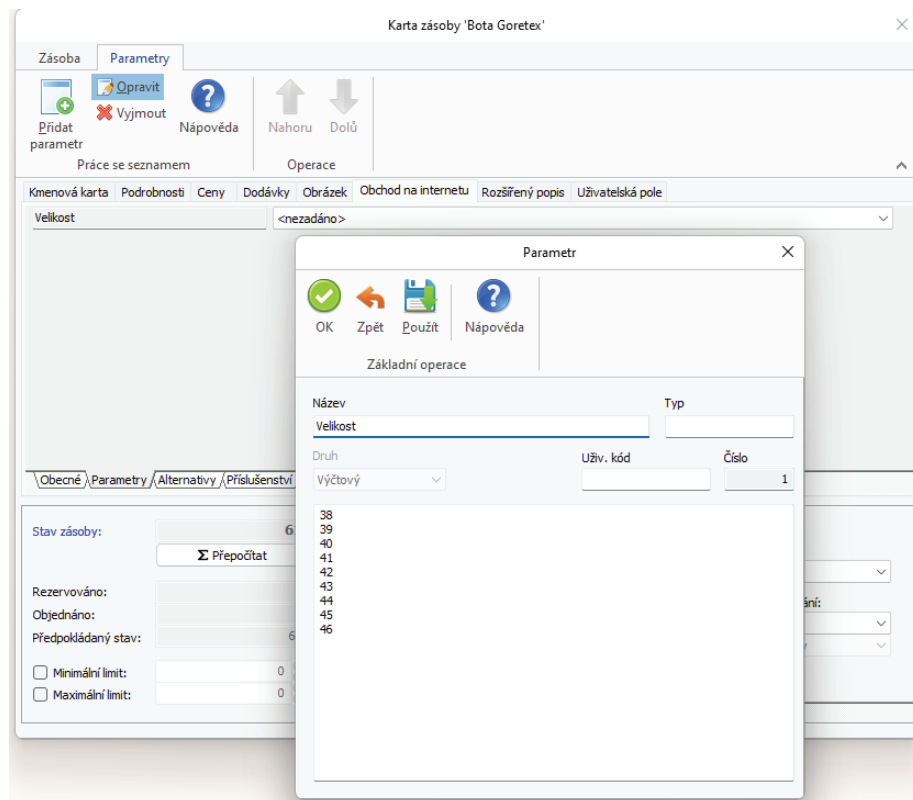 Karta zásoby 'Bota Goretex'
Zásoba Parametry
Přidat parametr
Opravit
Vyjmout
Nápověda
Nahoru Dolů
Práce se seznamem Operace
Kmenová karta Podrobnosti Ceny Dodávky Obrázek Obchod na internetu Rozšířený popis Uživatelská pole
Velikost <nezadáno>
Parametr
OK Zpět Použít Nápověda
Základní operace
Název Typ
Velikost
Druh Uživ. kód Číslo
Výčtový 1
38
39
40
41
42
43
44
45
46
Obecné Parametry Alternativy Příslušenství
Stav zásoby: 6
Σ Přepočítat
Rezervováno:
Objednáno:
Předpokládaný stav: 6
Minimální limit: 0
Maximální limit: 0